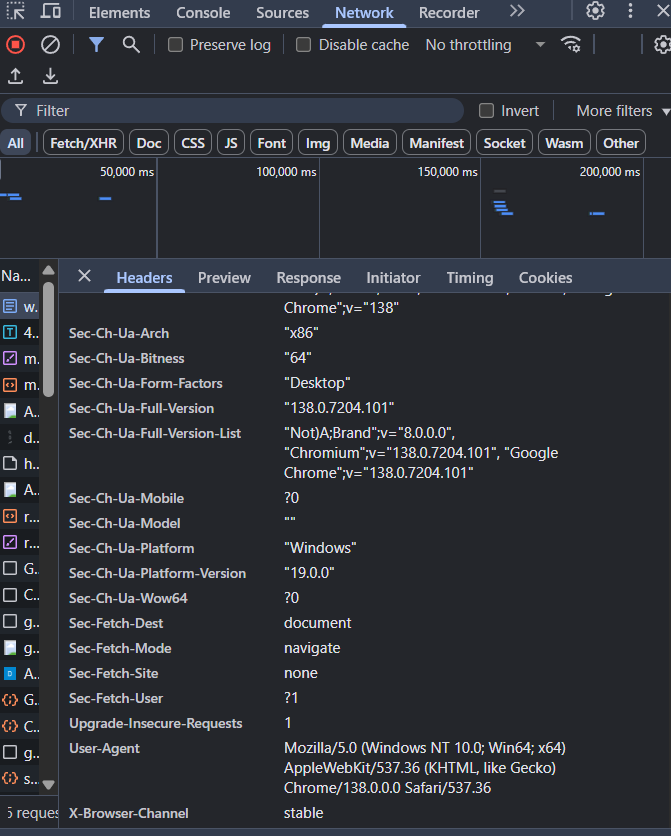 Elements Console Sources Network Recorder
Preserve log Disable cache No throttling
Filter Invert More filters
All Fetch/XHR Doc CSS JS Font Img Media Manifest Socket Wasm Other
50,000 ms 100,000 ms 150,000 ms 200,000 ms
Na... Headers Preview Response Initiator Timing Cookies
w. Chrome";v="138"
4. Sec-Ch-Ua-Arch "x86"
m. Sec-Ch-Ua-Bitness "64"
m. Sec-Ch-Ua-Form-Factors "Desktop"
A. Sec-Ch-Ua-Full-Version "138.0.7204.101"
d. Sec-Ch-Ua-Full-Version-List "Not)A;Brand";v="8.0.0.0",
h. "Chromium";v="138.0.7204.101", "Google
A. Chrome";v="138.0.7204.101"
r. Sec-Ch-Ua-Mobile ?0
r. Sec-Ch-Ua-Model ""
Sec-Ch-Ua-Platform "Windows"
G. Sec-Ch-Ua-Platform-Version "19.0.0"
C. Sec-Ch-Ua-Wow64 ?0
g. Sec-Fetch-Dest document
g. Sec-Fetch-Mode navigate
A. Sec-Fetch-Site none
G. Sec-Fetch-User ?1
C. Upgrade-Insecure-Requests 1
g. User-Agent Mozilla/5.0 (Windows NT 10.0; Win64; x64)
s. AppleWebKit/537.36 (KHTML, like Gecko)
Chrome/138.0.0.0 Safari/537.36
reque: X-Browser-Channel stable